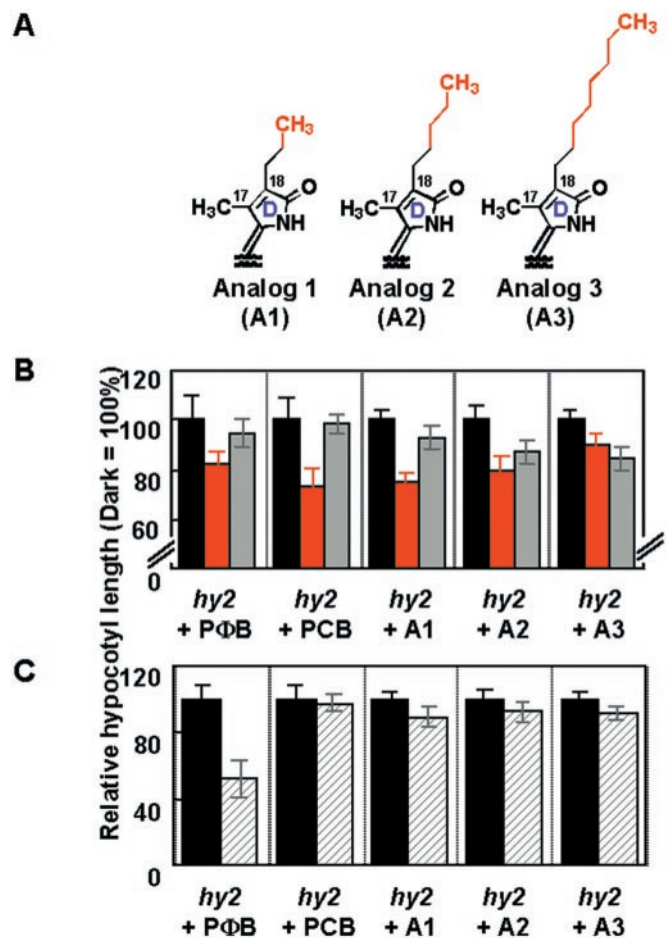 A
CH₃
CH₃
CH₃
17
18
H₃C
D
O
NH
17
18
H₃C
D
O
NH
17
18
H₃C
D
O
NH
Analog 1
(A1)
Analog 2
(A2)
Analog 3
(A3)
B
Relative hypocotyl length (Dark = 100%)
120
100
80
60
0
hy2
+ PΦB
hy2
+ PCB
hy2
+ A1
hy2
+ A2
hy2
+ A3
C
120
80
40
0
hy2
+ PΦB
hy2
+ PCB
hy2
+ A1
hy2
+ A2
hy2
+ A3